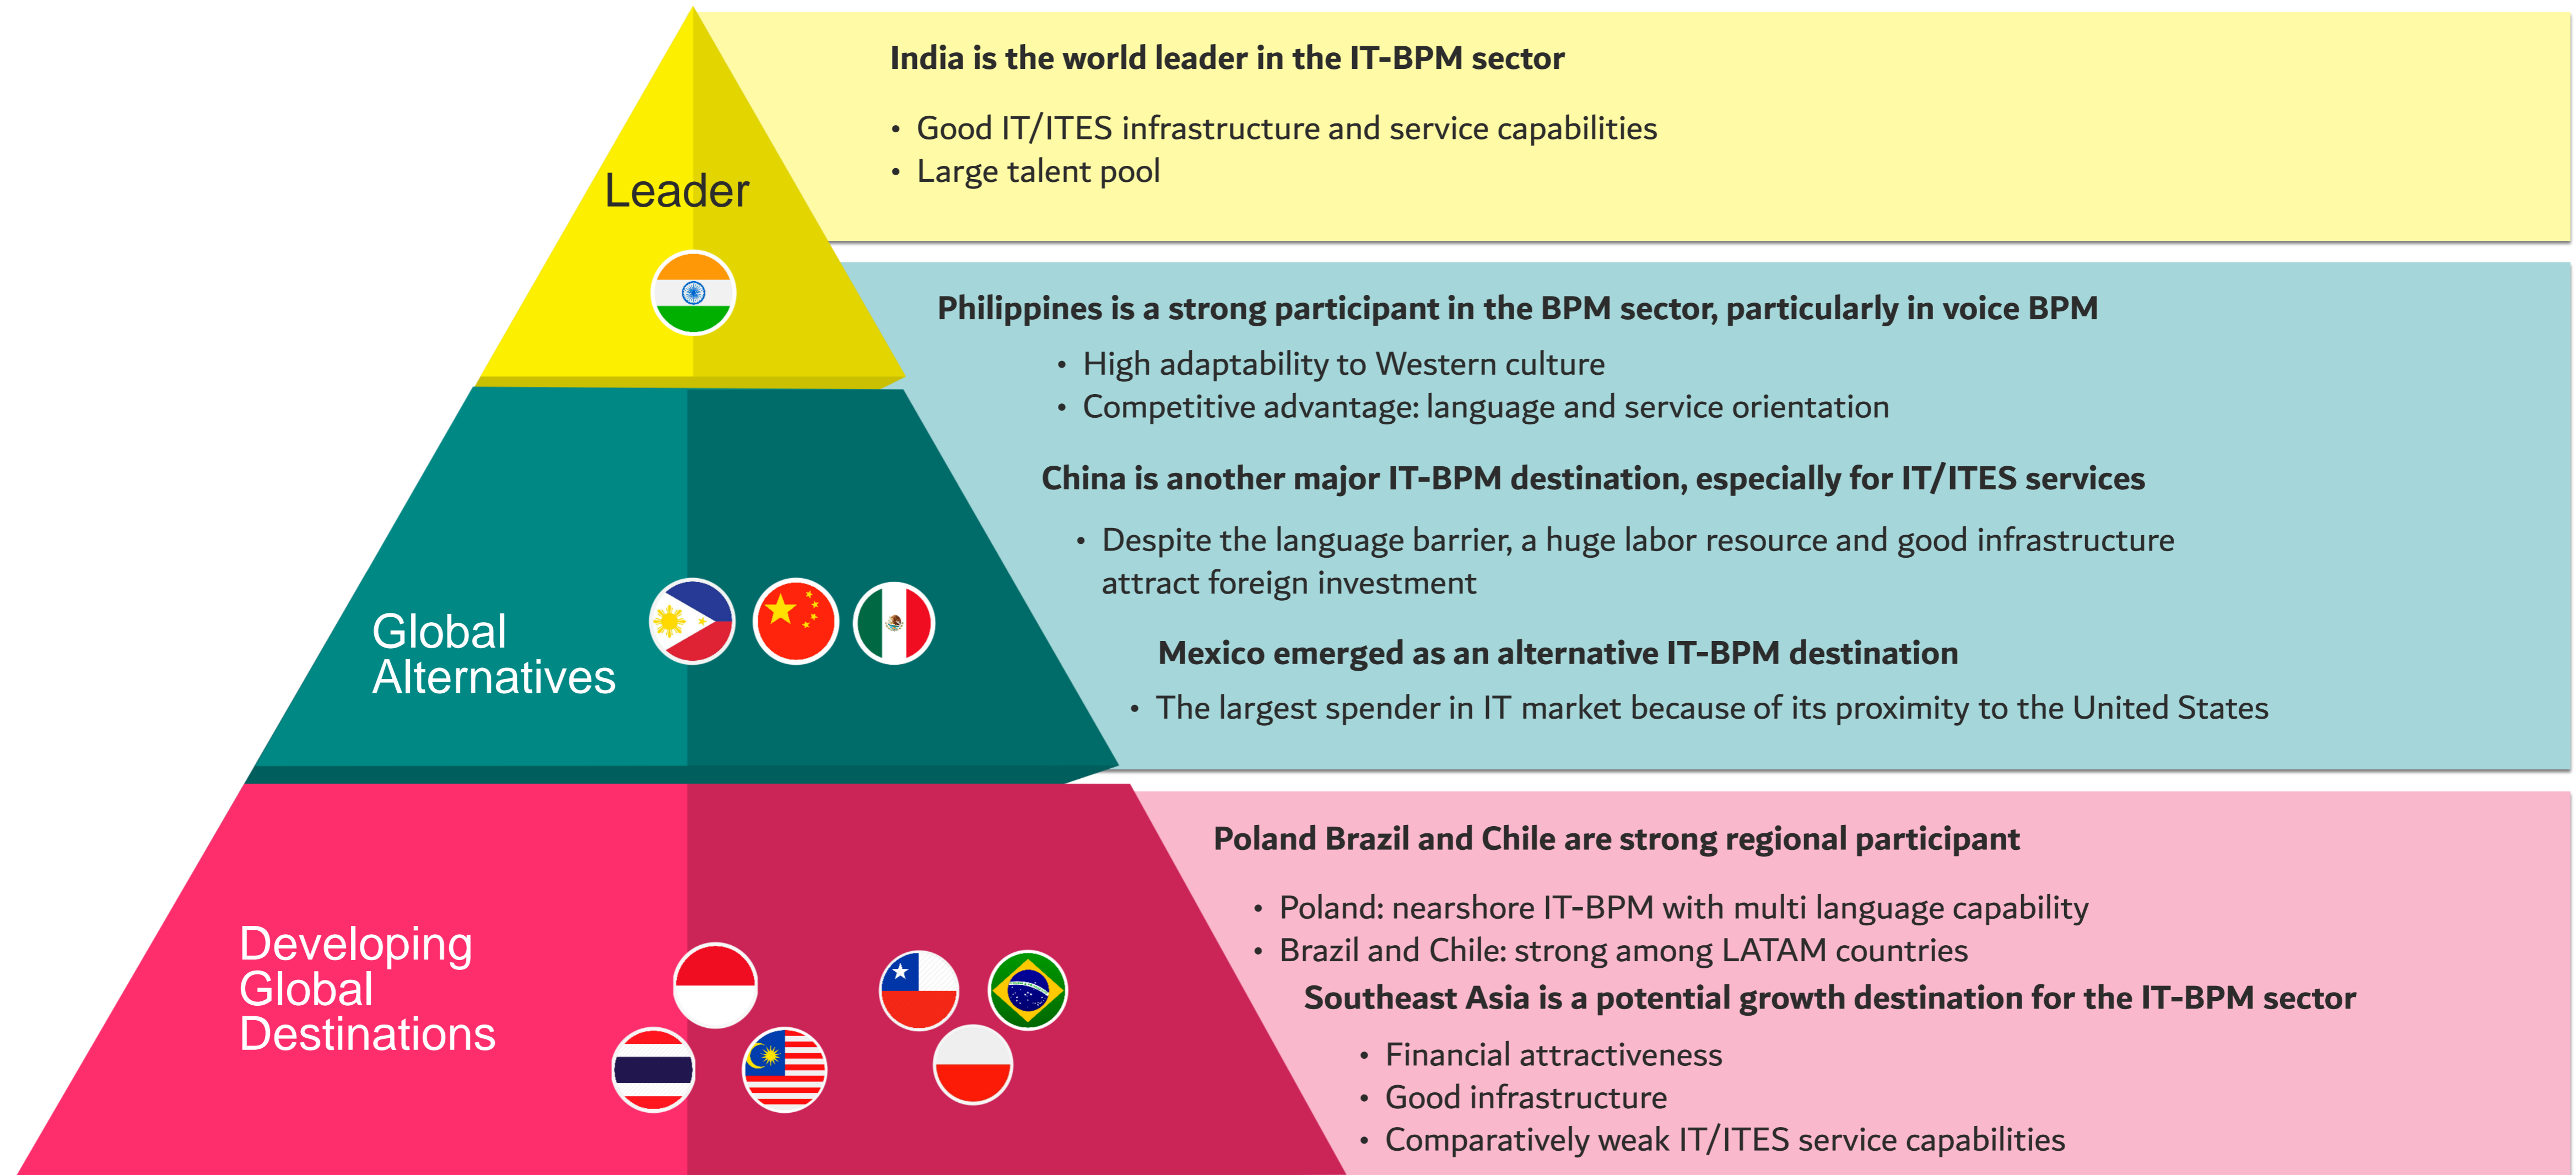 Leader
India is the world leader in the IT-BPM sector
• Good IT/ITES infrastructure and service capabilities
• Large talent pool
Global
Alternatives
Philippines is a strong participant in the BPM sector, particularly in voice BPM
• High adaptability to Western culture
• Competitive advantage: language and service orientation
China is another major IT-BPM destination, especially for IT/ITES services
• Despite the language barrier, a huge labor resource and good infrastructure
attract foreign investment
Mexico emerged as an alternative IT-BPM destination
• The largest spender in IT market because of its proximity to the United States
Developing
Global
Destinations
Poland Brazil and Chile are strong regional participant
• Poland: nearshore IT-BPM with multi language capability
• Brazil and Chile: strong among LATAM countries
Southeast Asia is a potential growth destination for the IT-BPM sector
• Financial attractiveness
• Good infrastructure
• Comparatively weak IT/ITES service capabilities